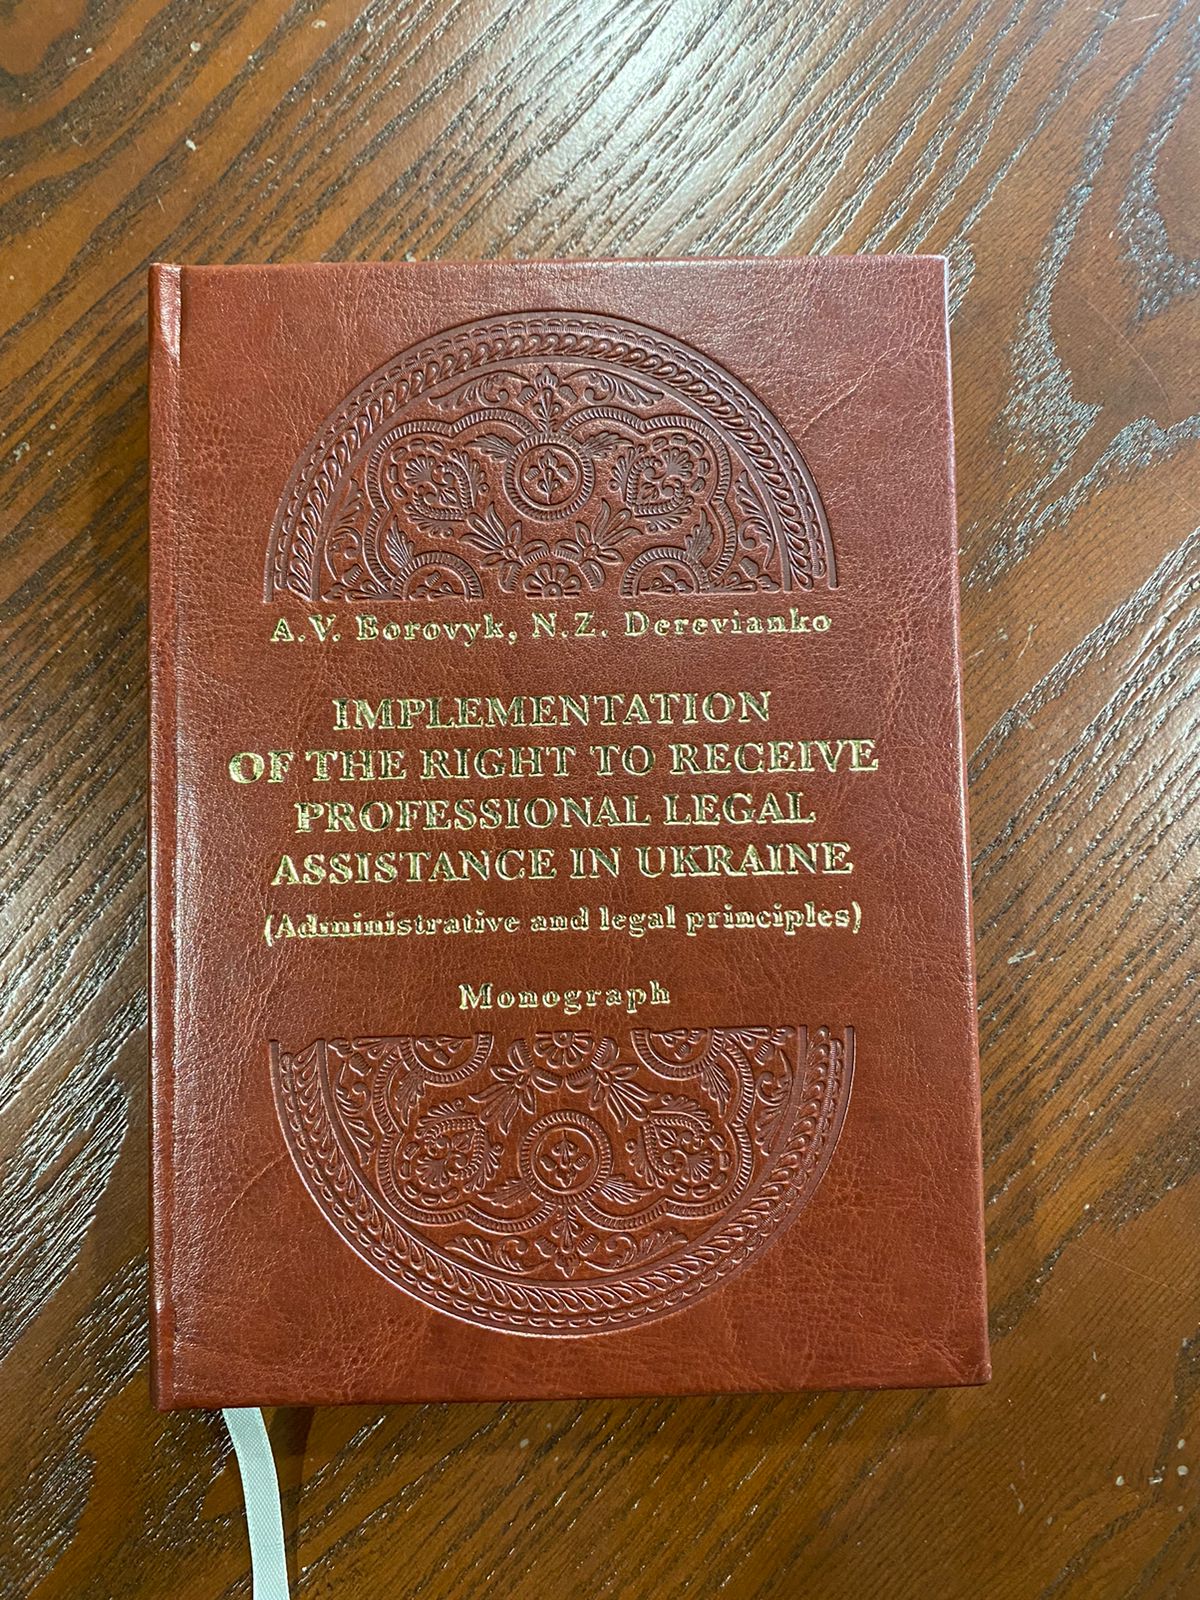 A.V. Borovyk, N.Z. Derevianko
IMPLEMENTATION
OF THE RIGHT TO RECEIVE
PROFESSIONAL LEGAL
ASSISTANCE IN UKRAINE
(Administrative and legal principles)
Monograph